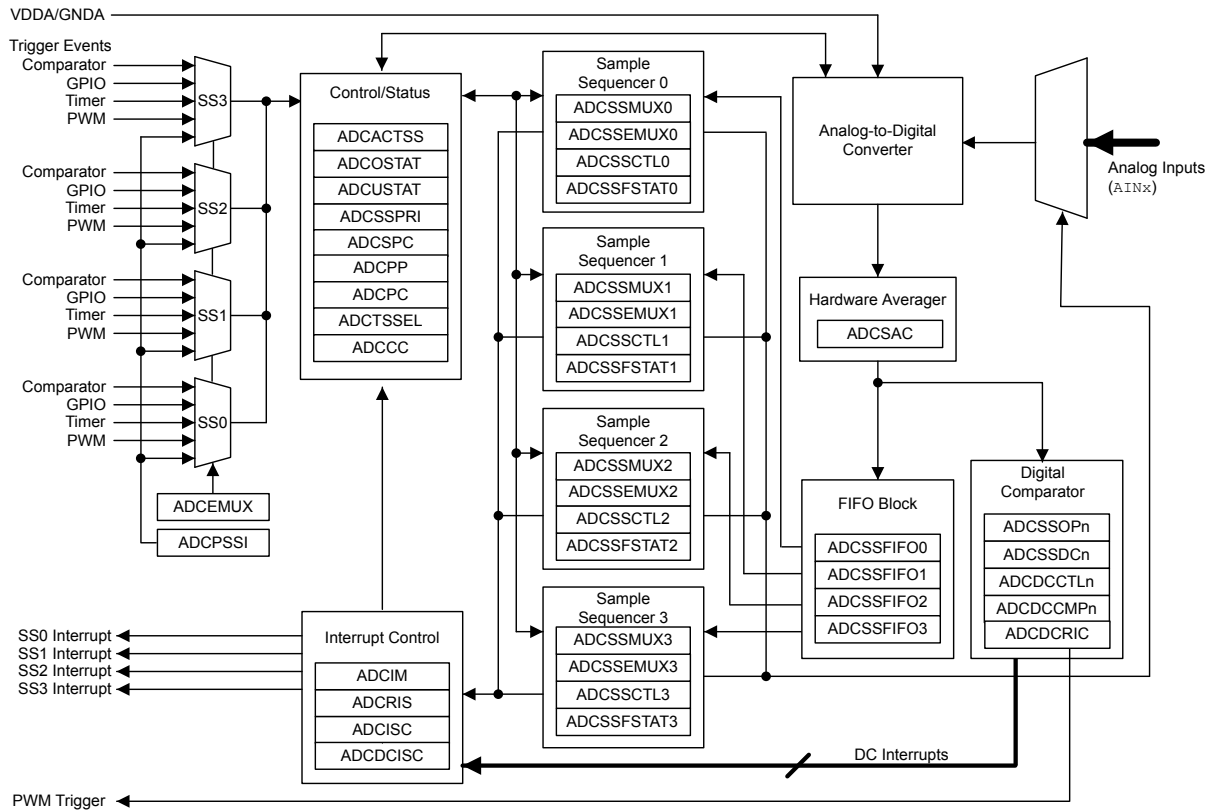 VDDA/GNDA
Trigger Events
Comparator
GPIO
Timer
PWM
SS3
Comparator
GPIO
Timer
PWM
SS2
Comparator
GPIO
Timer
PWM
SS1
Comparator
GPIO
Timer
PWM
SS0
ADCEMUX
ADCPSSI
Control/Status
ADCACTSS
ADCOSTAT
ADCUSTAT
ADCSSPRI
ADCSPC
ADCPP
ADCPC
ADCTSSEL
ADCCC
Sample
Sequencer 0
ADCSSMUX0
ADCSSEMUX0
ADCSSCTL0
ADCSSFSTAT0
Sample
Sequencer 1
ADCSSMUX1
ADCSSEMUX1
ADCSSCTL1
ADCSSFSTAT1
Sample
Sequencer 2
ADCSSMUX2
ADCSSEMUX2
ADCSSCTL2
ADCSSFSTAT2
Sample
Sequencer 3
ADCSSMUX3
ADCSSEMUX3
ADCSSCTL3
ADCSSFSTAT3
Analog-to-Digital
Converter
Analog Inputs
(AINx)
Hardware Averager
ADCSAC
FIFO Block
ADCSSFIFO0
ADCSSFIFO1
ADCSSFIFO2
ADCSSFIFO3
Digital
Comparator
ADCSSOPn
ADCSSDCn
ADCDCCTLn
ADCDCCMPn
ADCDCRIC
SS0 Interrupt
SS1 Interrupt
SS2 Interrupt
SS3 Interrupt
Interrupt Control
ADCIM
ADCRIS
ADCISC
ADCDCISC
DC Interrupts
PWM Trigger